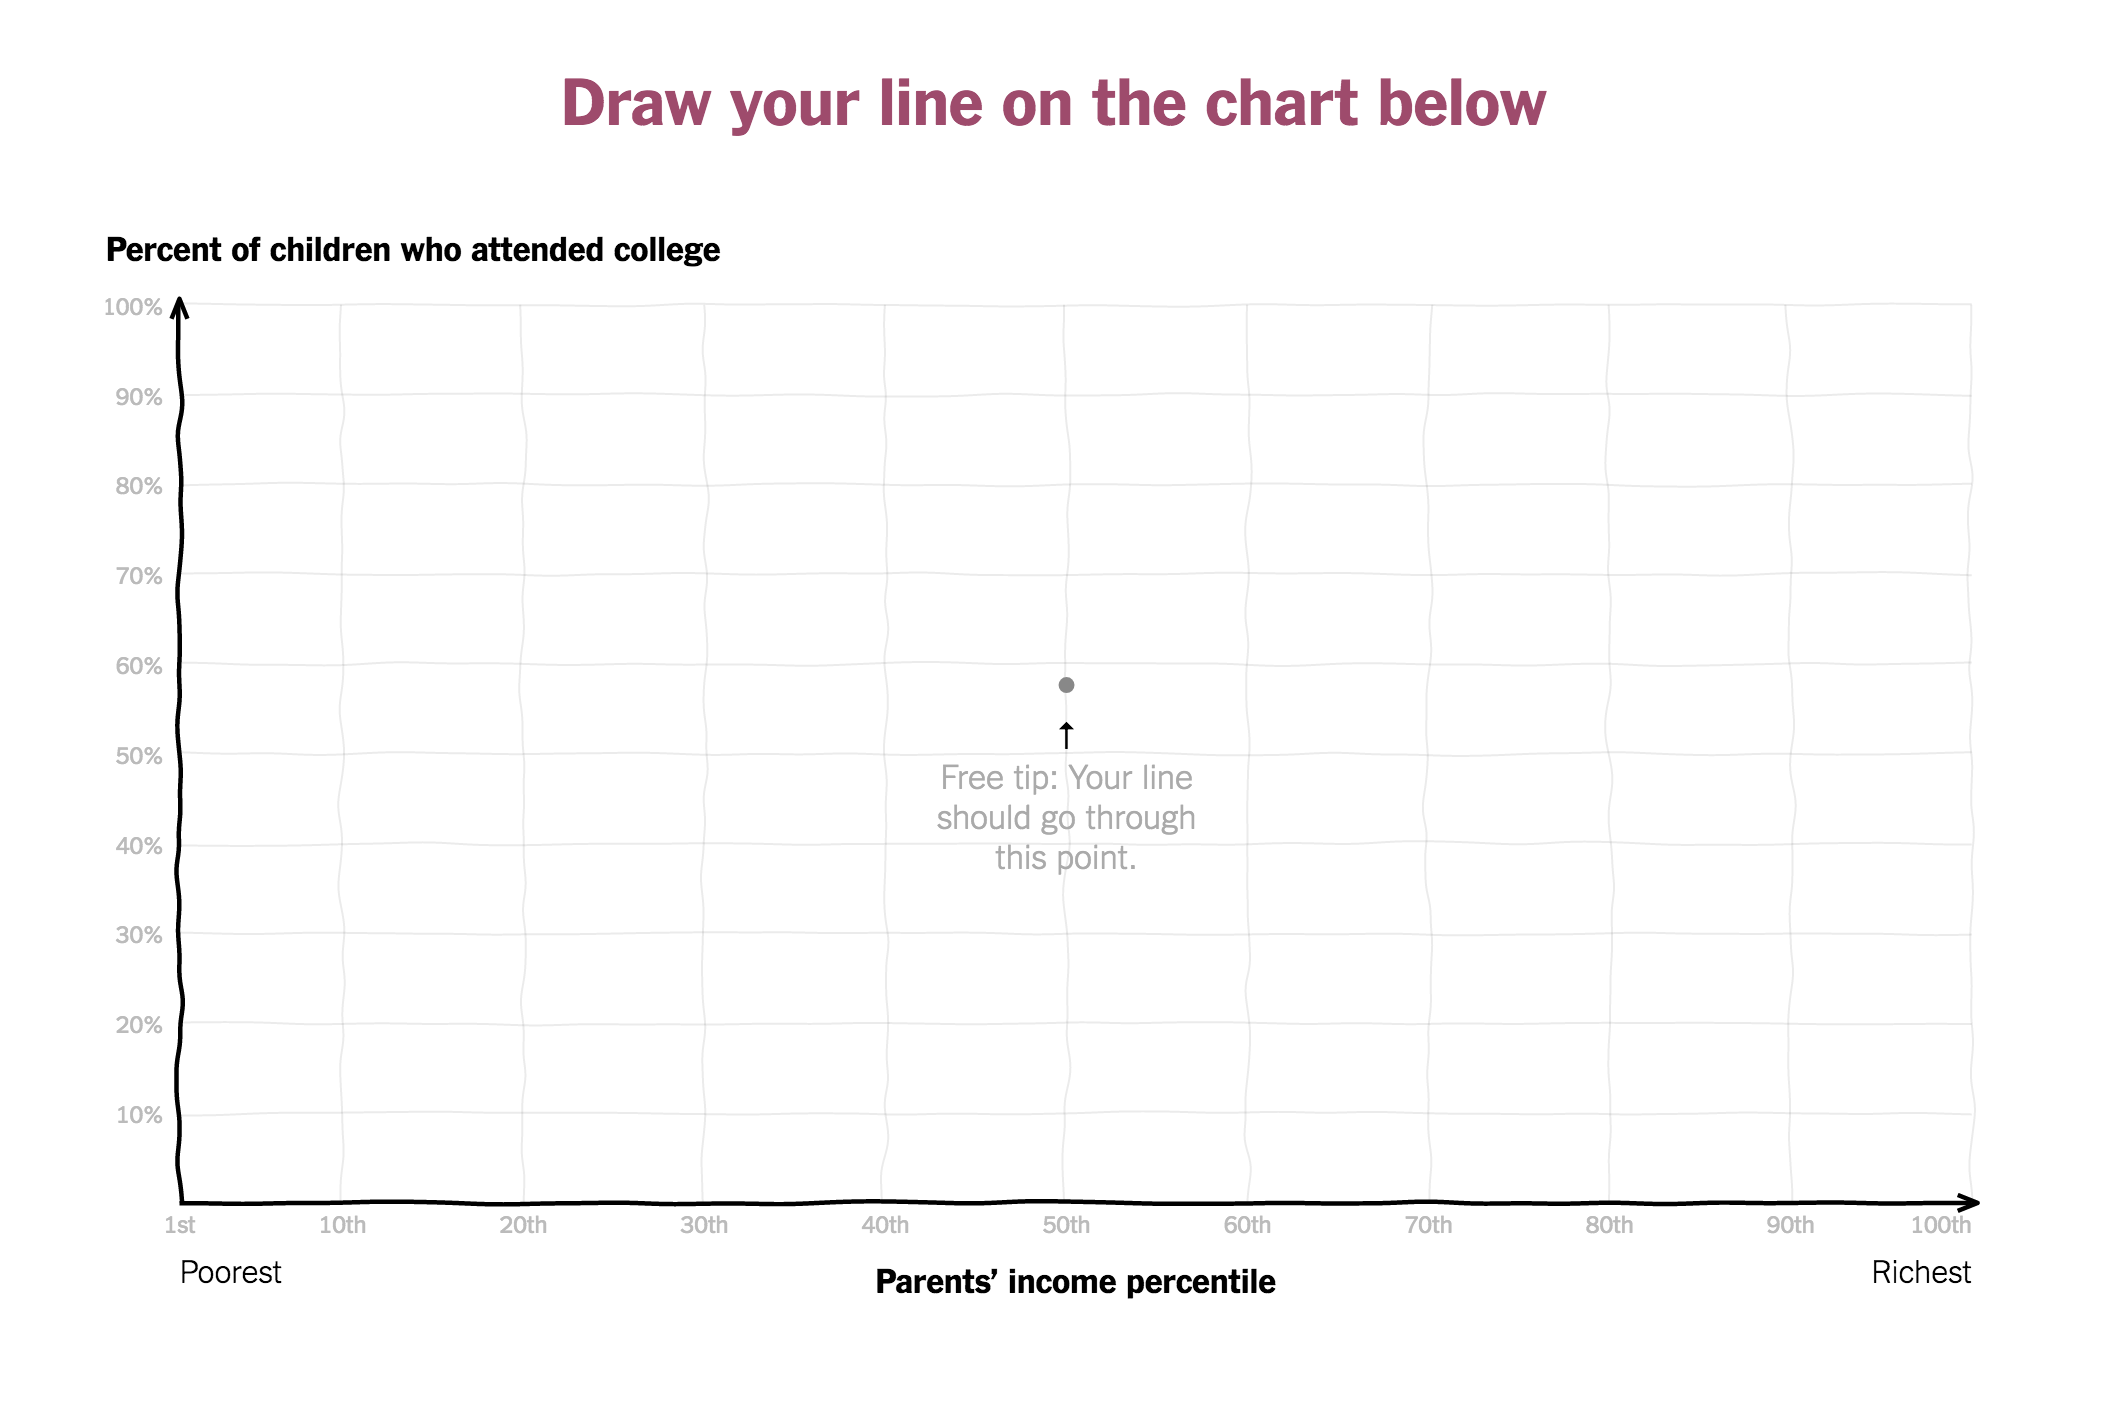 Draw your line on the chart below
Percent of children who attended college
100%
90%
80%
70%
60%
50%
40%
30%
20%
10%
Free tip: Your line
should go through
this point.
1st 10th 20th 30th 40th 50th 60th 70th 80th 90th 100th
Poorest Parents’ income percentile Richest